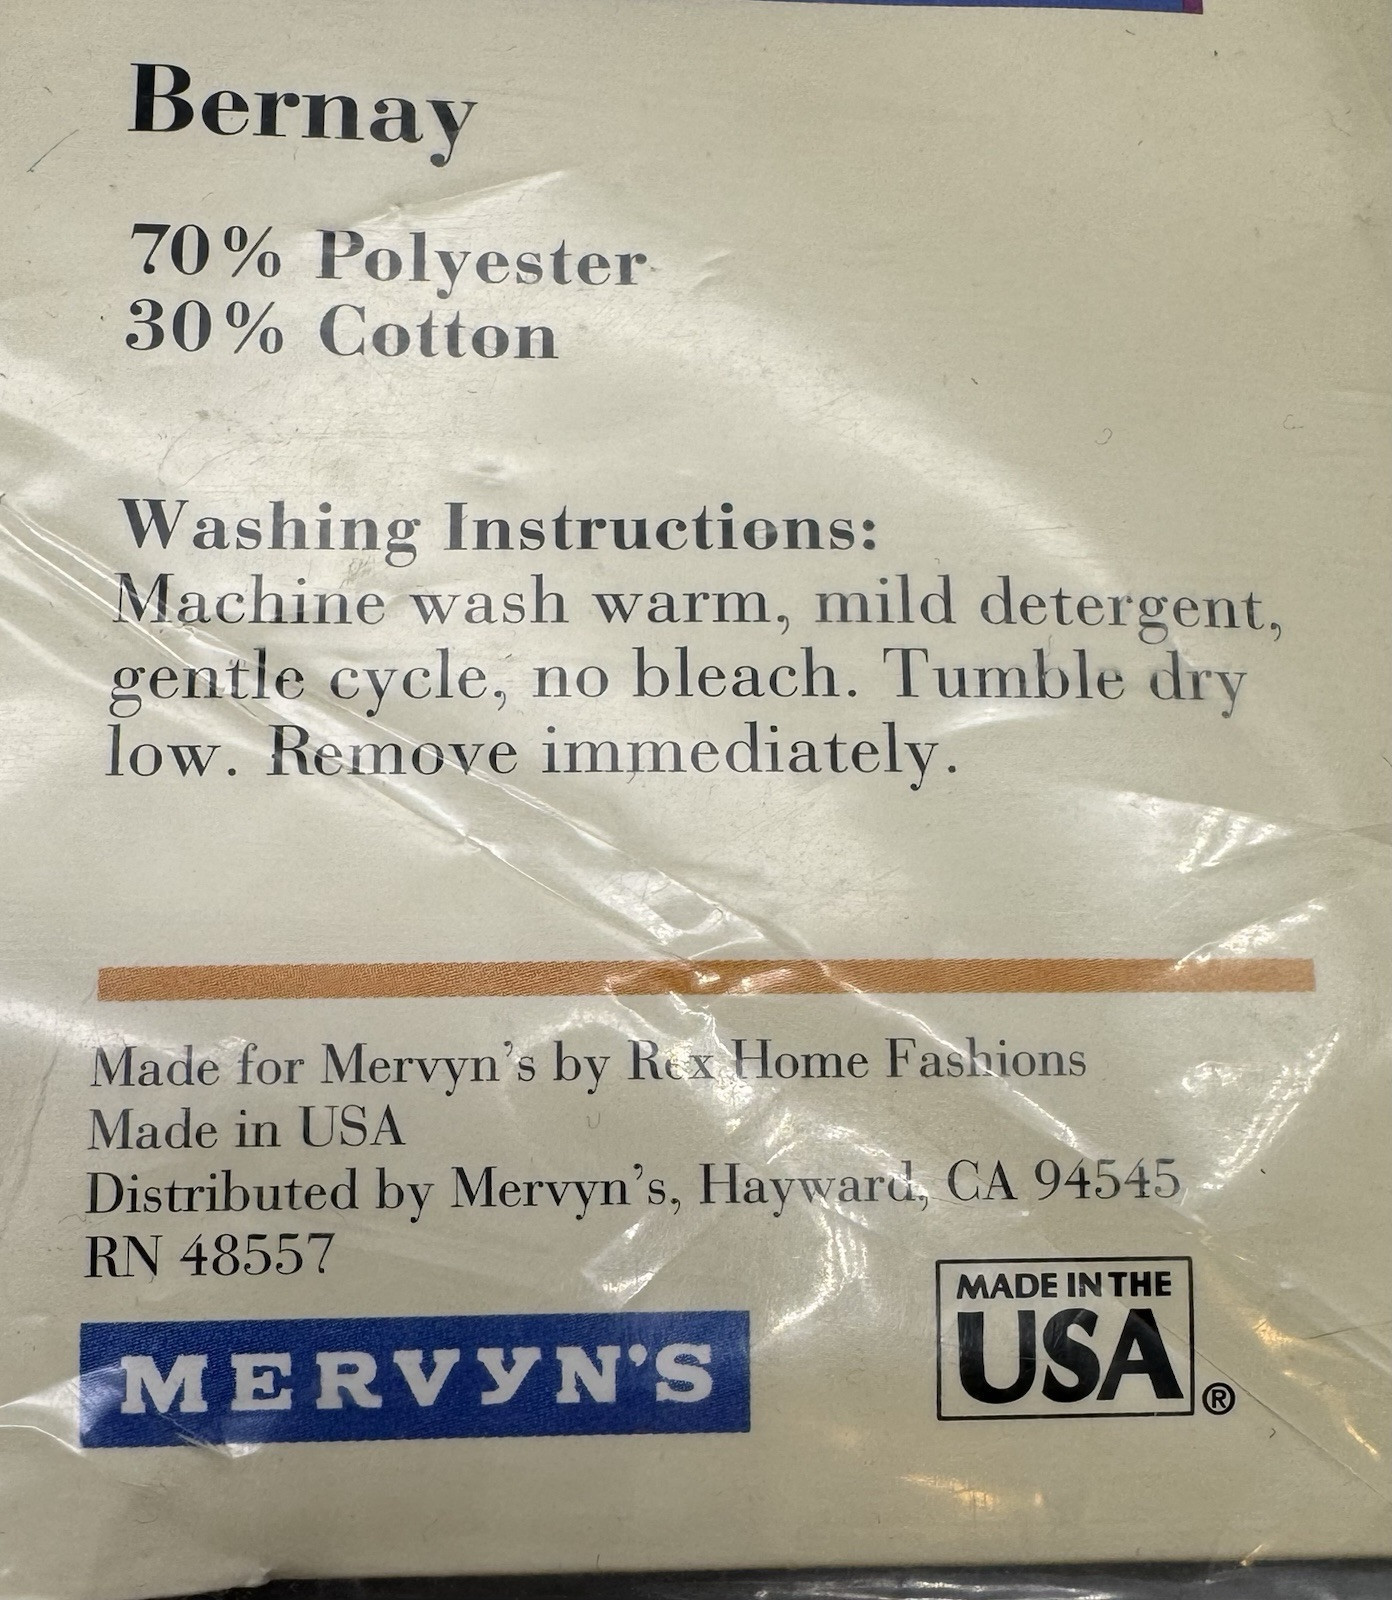 Bernay
70% Polyester
30% Cotton
Washing Instructions:
Machine wash warm, mild detergent,
gentle cycle, no bleach. Tumble dry
low. Remove immediately.
Made for Mervyn's by Rex Home Fashions
Made in USA
Distributed by Mervyn's, Hayward, CA 94545
RN 48557
MERVYN'S
MADE IN THE
USA®